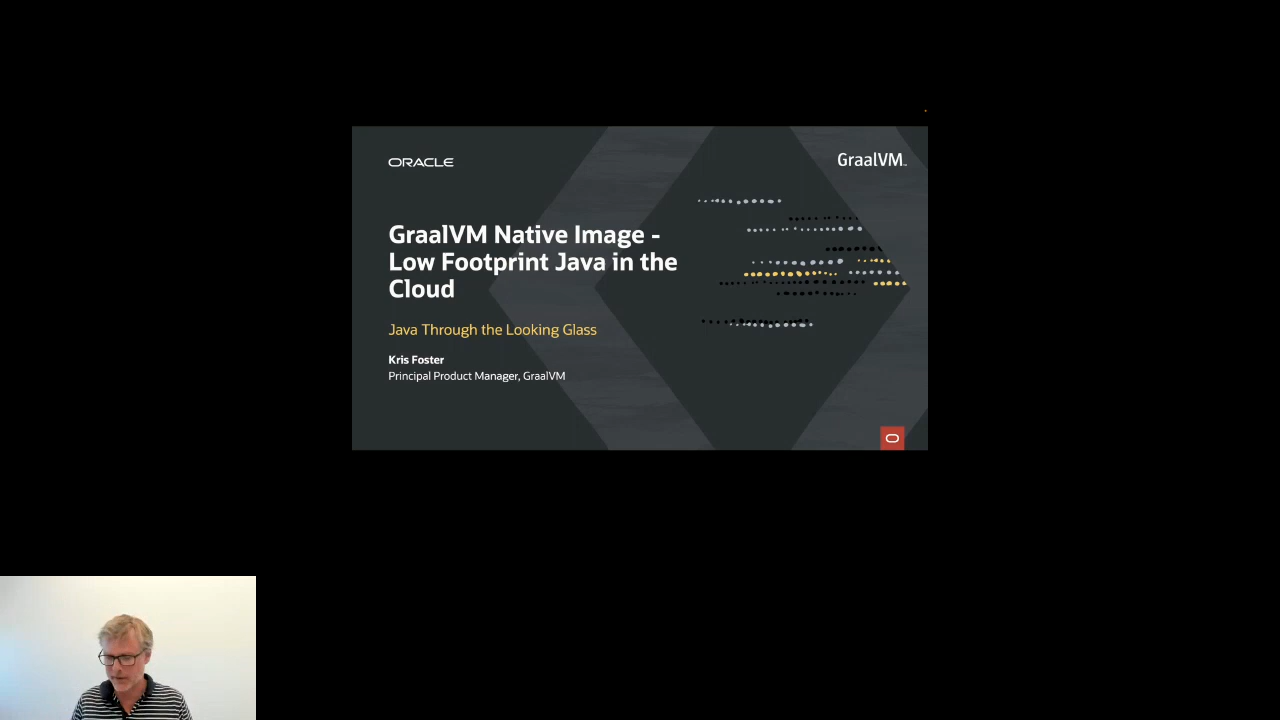 ORACLE
GraalVM
GraalVM Native Image -
Low Footprint Java in the
Cloud
Java Through the Looking Glass
Kris Foster
Principal Product Manager, GraalVM